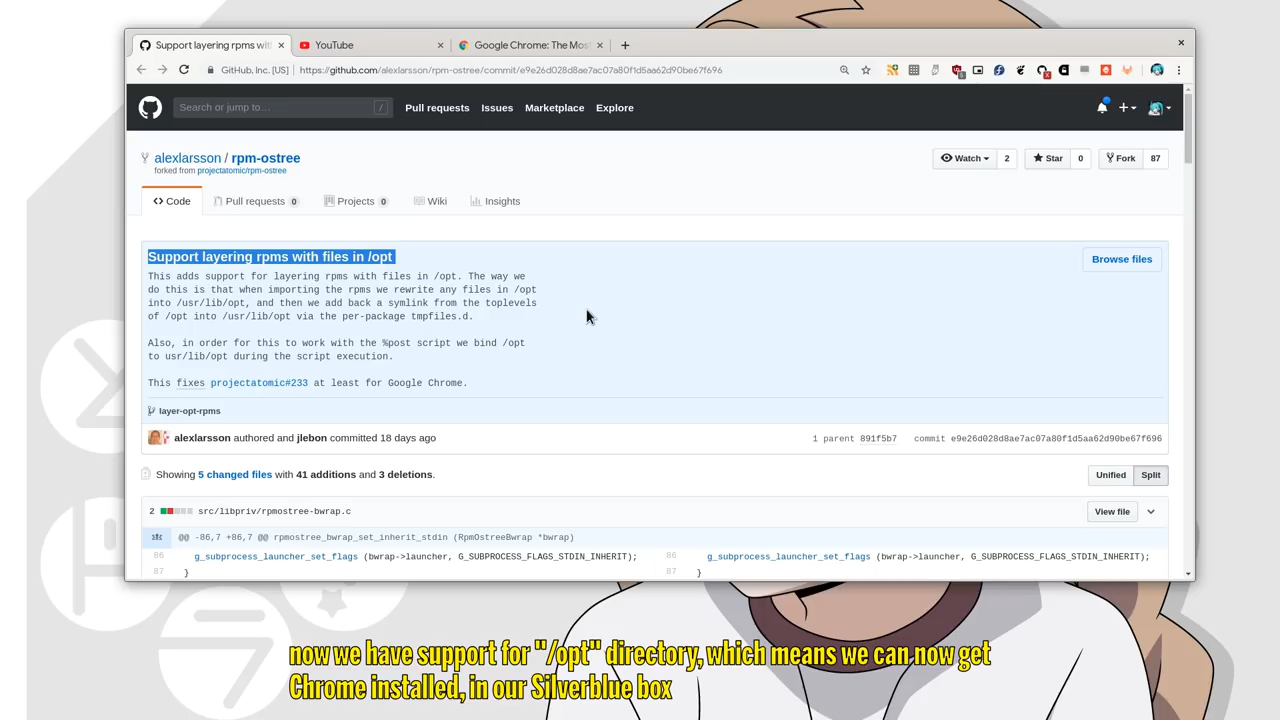 Support layering rpms wit
YouTube
Google Chrome: The Mos
GitHub, Inc. [US] https://github.com/alexlarsson/rpm-ostree/commit/e9e26d028d8ae7ac07a80f1d5aa62d90be67f696
Search or jump to… /
Pull requests Issues Marketplace Explore
alexlarsson / rpm-ostree
forked from projectatomic/rpm-ostree
Watch 2 Star 0 Fork 87
Code Pull requests 0 Projects 0 Wiki Insights
Support layering rpms with files in /opt
Browse files
This adds support for layering rpms with files in /opt. The way we
do this is that when importing the rpms we rewrite any files in /opt
into /usr/lib/opt, and then we add back a symlink from the toplevels
of /opt into /usr/lib/opt via the per-package tmpfiles.d.
Also, in order for this to work with the %post script we bind /opt
to usr/lib/opt during the script execution.
This fixes projectatomic#233 at least for Google Chrome.
layer-opt-rpms
alexlarsson authored and jlebon committed 18 days ago
1 parent 891f5b7 commit e9e26d028d8ae7ac07a80f1d5aa62d90be67f696
Showing 5 changed files with 41 additions and 3 deletions.
Unified Split
2 src/libpriv/rpmostree-bwrap.c
View file
@@ -86,7 +86,7 @@ rpmostree_bwrap_set_inherit_stdin (RpmOstreeBwrap *bwrap)
86 g_subprocess_launcher_set_flags (bwrap->launcher, G_SUBPROCESS_FLAGS_STDIN_INHERIT);
86 g_subprocess_launcher_set_flags (bwrap->launcher, G_SUBPROCESS_FLAGS_STDIN_INHERIT);
87 }
87 }
now we have support for "/opt" directory, which means we can now get
Chrome installed, in our Silverblue box